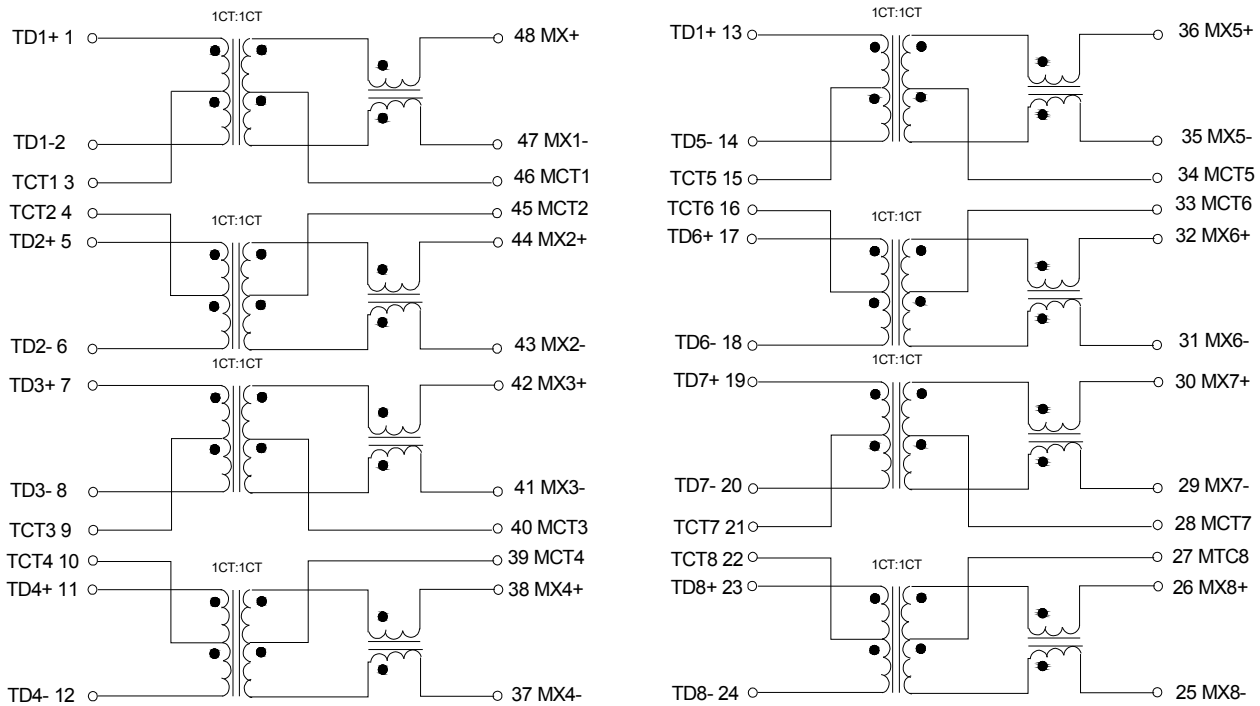 1CT:1CT
TD1+ 1
48 MX+
TD1-2
47 MX1-
TCT1 3
46 MCT1
TCT2 4
45 MCT2
1CT:1CT
TD2+ 5
44 MX2+
TD2- 6
43 MX2-
1CT:1CT
TD3+ 7
42 MX3+
TD3- 8
41 MX3-
TCT3 9
40 MCT3
TCT4 10
39 MCT4
1CT:1CT
TD4+ 11
38 MX4+
TD4- 12
37 MX4-
1CT:1CT
TD1+ 13
36 MX5+
TD5- 14
35 MX5-
TCT5 15
34 MCT5
TCT6 16
33 MCT6
1CT:1CT
TD6+ 17
32 MX6+
TD6- 18
31 MX6-
1CT:1CT
TD7+ 19
30 MX7+
TD7- 20
29 MX7-
TCT7 21
28 MCT7
TCT8 22
27 MTC8
1CT:1CT
TD8+ 23
26 MX8+
TD8- 24
25 MX8-